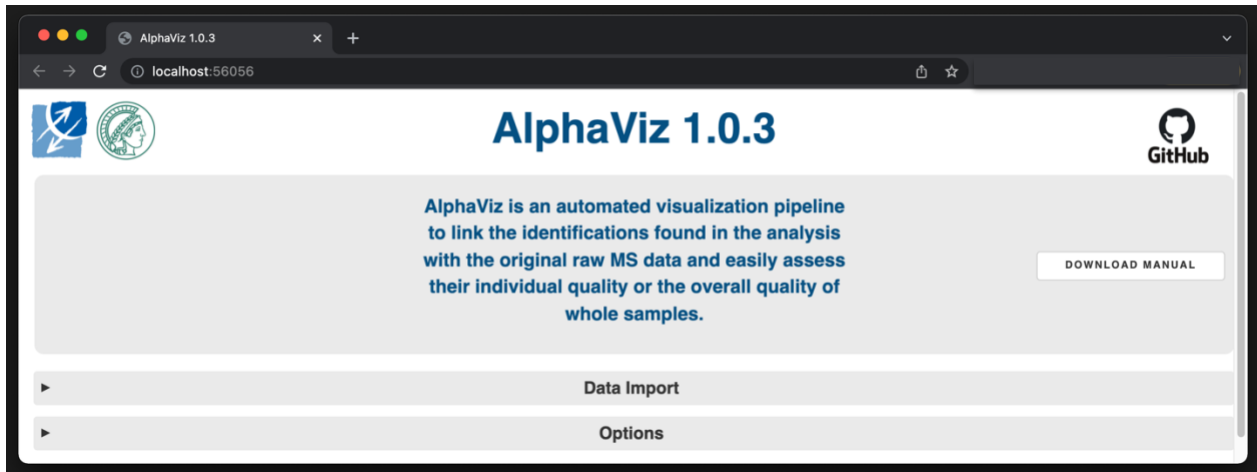 AlphaViz 1.0.3
localhost:56056
AlphaViz 1.0.3
GitHub
AlphaViz is an automated visualization pipeline
to link the identifications found in the analysis
with the original raw MS data and easily assess
their individual quality or the overall quality of
whole samples.
DOWNLOAD MANUAL
Data Import
Options